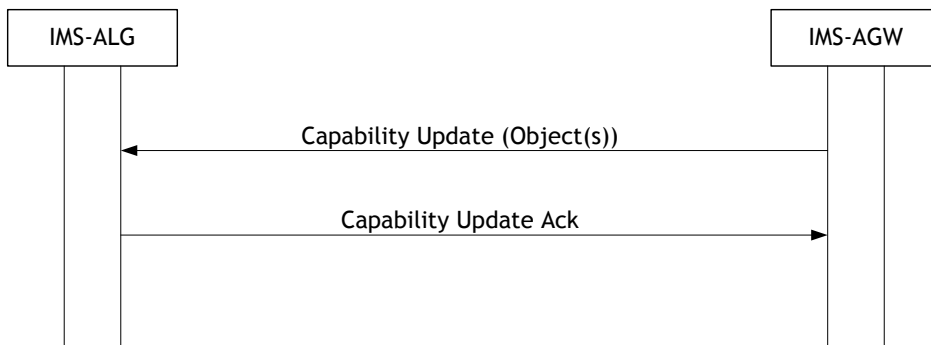 IMS-ALG
IMS-AGW
Capability Update (Object(s))
Capability Update Ack